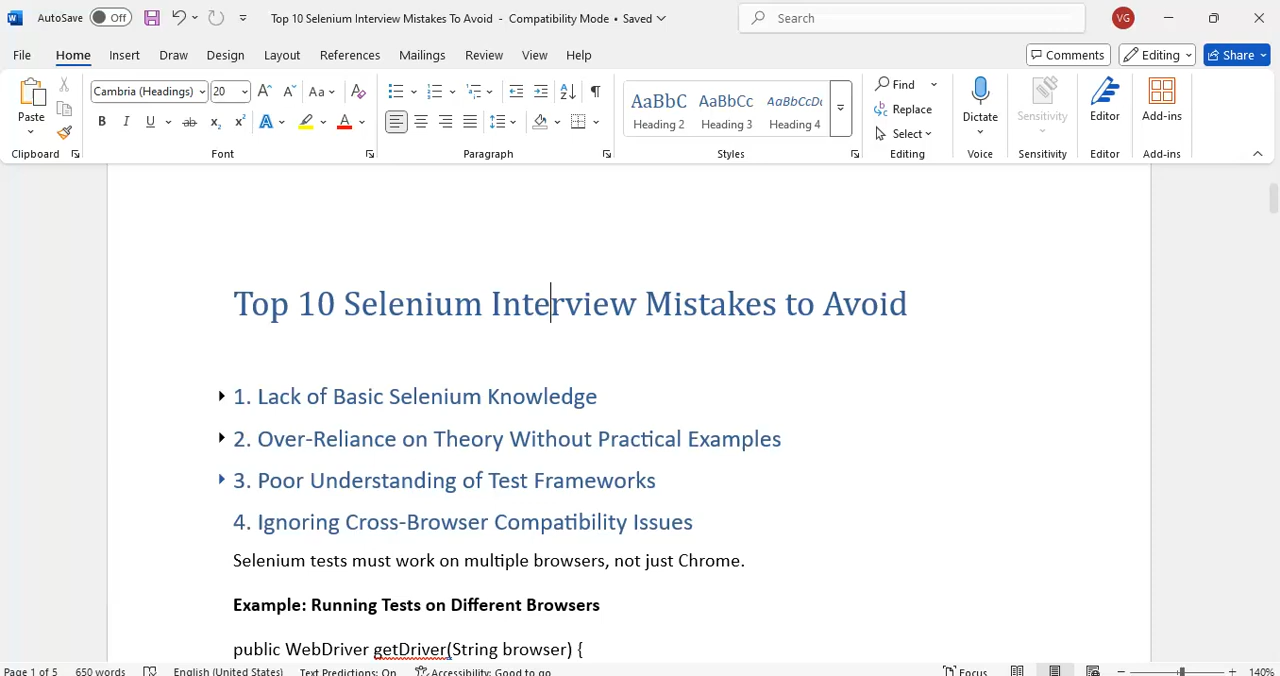 AutoSave Off Top 10 Selenium Interview Mistakes To Avoid - Compatibility Mode • Saved Search VG
File Home Insert Draw Design Layout References Mailings Review View Help Comments Editing Share
Paste Cambria (Headings) 20 Aa AaBbC AaBbCc AaBbCcDc Find Replace Select Dictate Sensitivity Editor Add-ins
B I U ab x₂ x² A A Heading 2 Heading 3 Heading 4
Clipboard Font Paragraph Styles Editing Voice Sensitivity Editor Add-ins
Top 10 Selenium Interview Mistakes to Avoid
1. Lack of Basic Selenium Knowledge
2. Over-Reliance on Theory Without Practical Examples
3. Poor Understanding of Test Frameworks
4. Ignoring Cross-Browser Compatibility Issues
Selenium tests must work on multiple browsers, not just Chrome.
Example: Running Tests on Different Browsers
public WebDriver getDriver(String browser) {
Page 1 of 5 650 words English (United States) Text Predictions: On Accessibility: Good to go Focus 140%